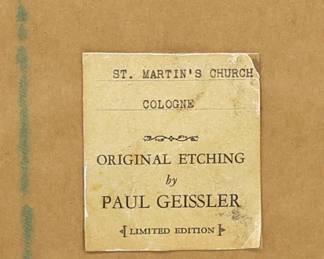 ST. MARTIN'S CHURCH
COLOGNE
ORIGINAL ETCHING
by
PAUL GEISSLER
LIMITED EDITION